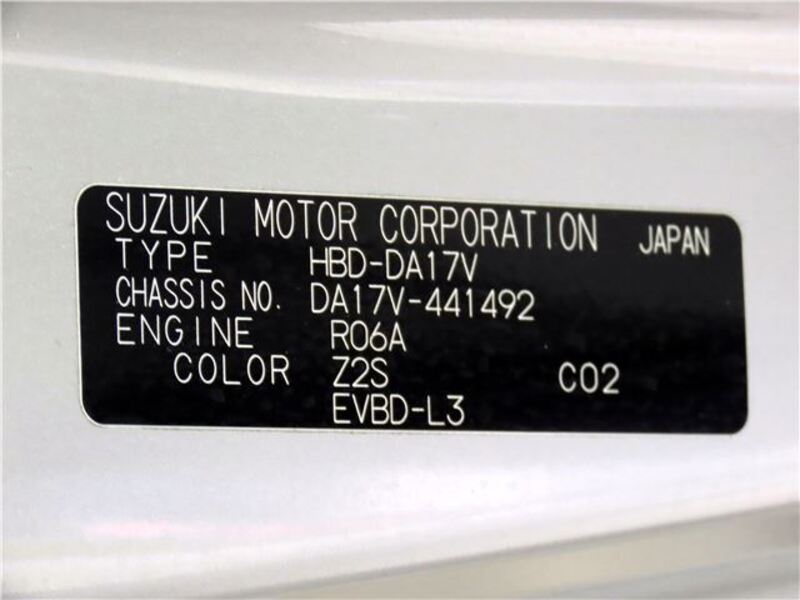 SUZUKI MOTOR CORPORATION JAPAN
TYPE HBD-DA17V
CHASSIS NO. DA17V-441492
ENGINE R06A
COLOR Z2S C02
EVBD-L3